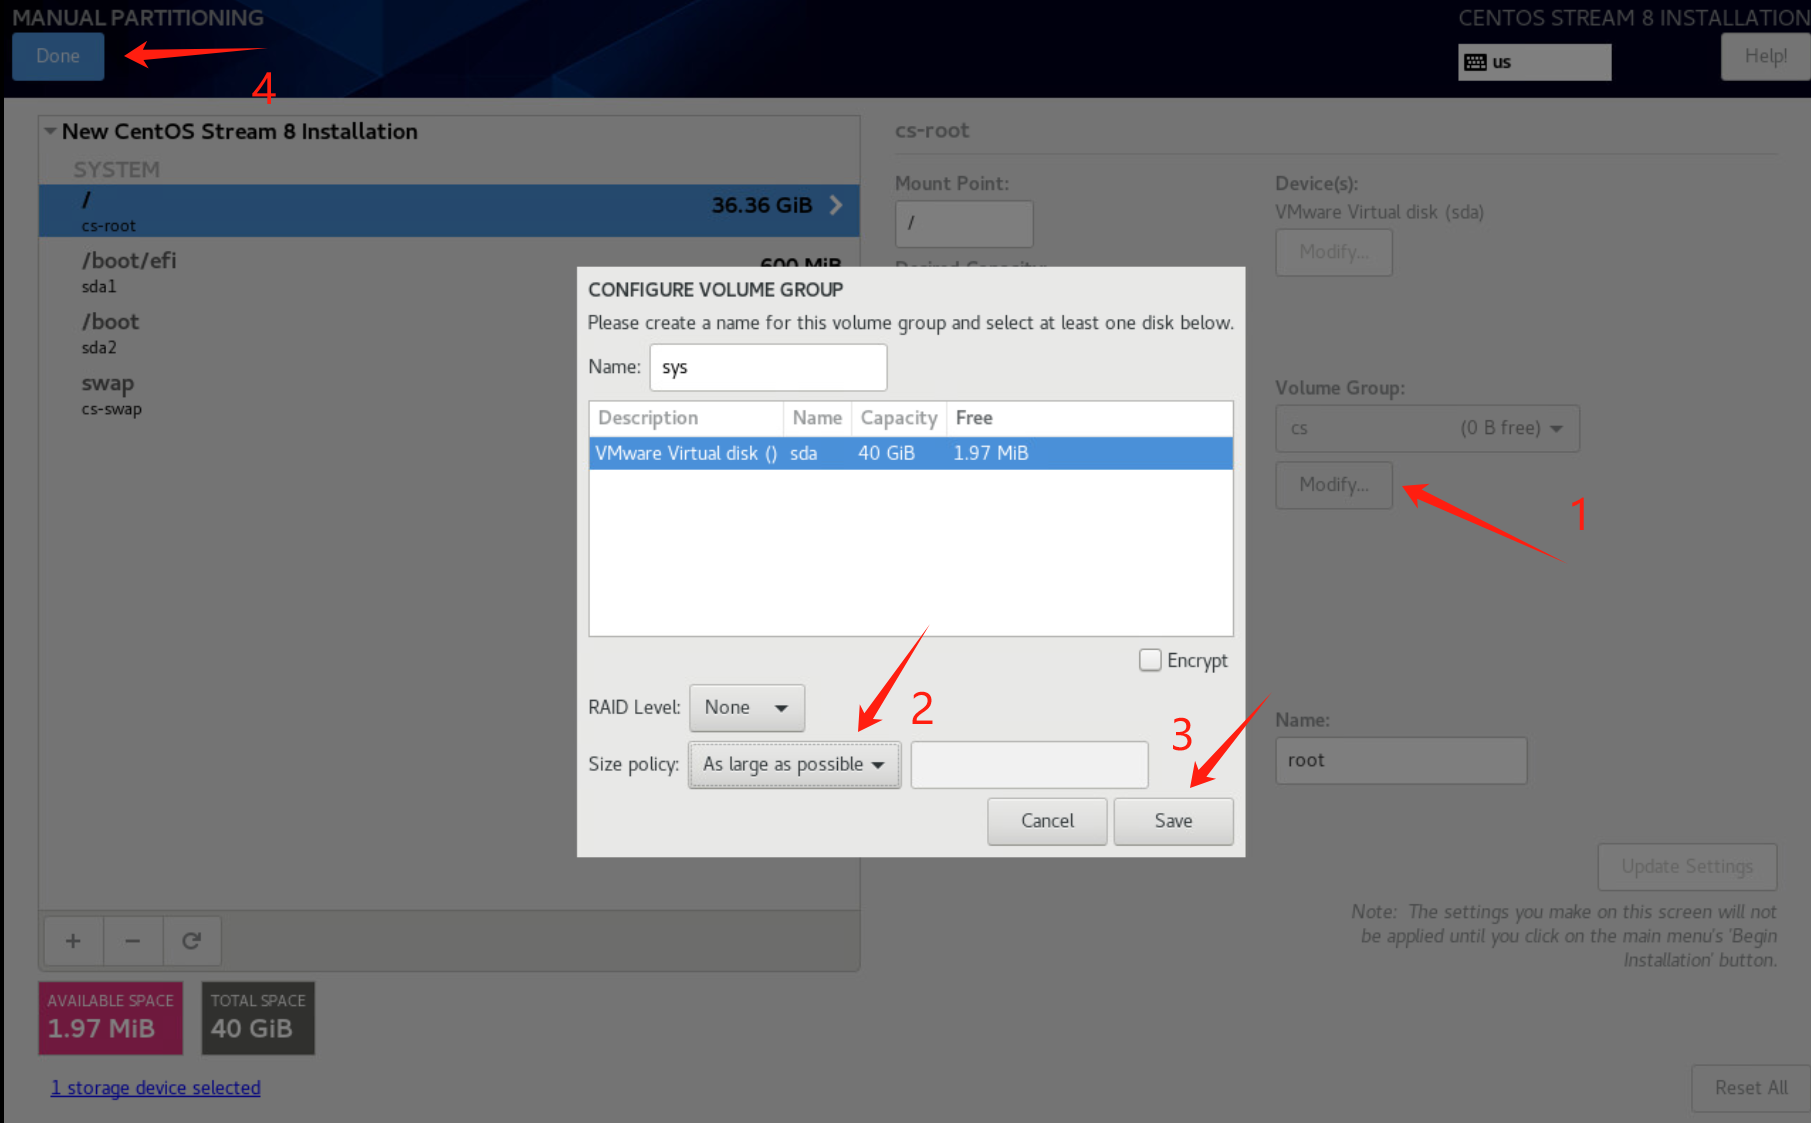 MANUAL PARTITIONING
CENTOS STREAM 8 INSTALLATION
Done
us
Help!
4
New CentOS Stream 8 Installation
SYSTEM
/
36.36 GiB
cs-root
/boot/efi
600 MiB
sda1
/boot
sda2
swap
cs-swap
cs-root
Mount Point:
/
Desired Capacity:
Device(s):
VMware Virtual disk (sda)
Modify...
Volume Group:
cs (0 B free)
Modify...
1
CONFIGURE VOLUME GROUP
Please create a name for this volume group and select at least one disk below.
Name: sys
Description Name Capacity Free
VMware Virtual disk () sda 40 GiB 1.97 MiB
Encrypt
RAID Level: None
2
Size policy: As large as possible
3
Cancel
Save
Name:
root
Update Settings
Note: The settings you make on this screen will not
be applied until you click on the main menu's 'Begin
Installation' button.
AVAILABLE SPACE
1.97 MiB
TOTAL SPACE
40 GiB
1 storage device selected
Reset All